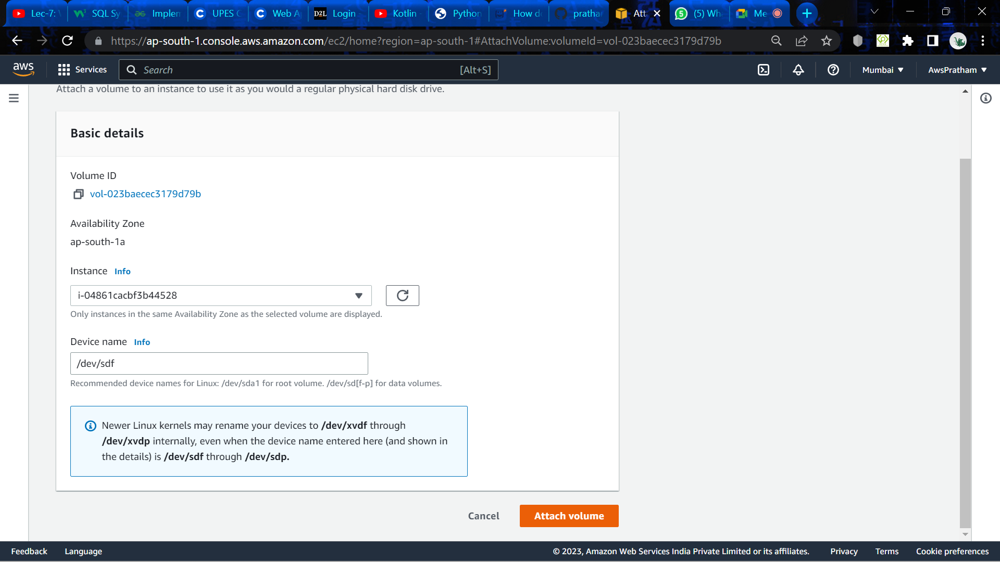 Lec-7:
SQL Sy
Implem
UPES C
Web A
D2L
Login -
Kotlin
Python
How do
prathar
Att
5
(5) Wh
Me
https://ap-south-1.console.aws.amazon.com/ec2/home?region=ap-south-1#AttachVolume:volumeId=vol-023baecec3179d79b
aws
Services
Search
[Alt+S]
Mumbai
AwsPratham
Attach a volume to an instance to use it as you would a regular physical hard disk drive.
Basic details
Volume ID
vol-023baecec3179d79b
Availability Zone
ap-south-1a
Instance Info
i-04861cacbf3b44528
Only instances in the same Availability Zone as the selected volume are displayed.
Device name Info
/dev/sdf
Recommended device names for Linux: /dev/sda1 for root volume. /dev/sd[f-p] for data volumes.
Newer Linux kernels may rename your devices to /dev/xvdf through
/dev/xvdp internally, even when the device name entered here (and shown in
the details) is /dev/sdf through /dev/sdp.
Cancel
Attach volume
Feedback
Language
© 2023, Amazon Web Services India Private Limited or its affiliates.
Privacy
Terms
Cookie preferences